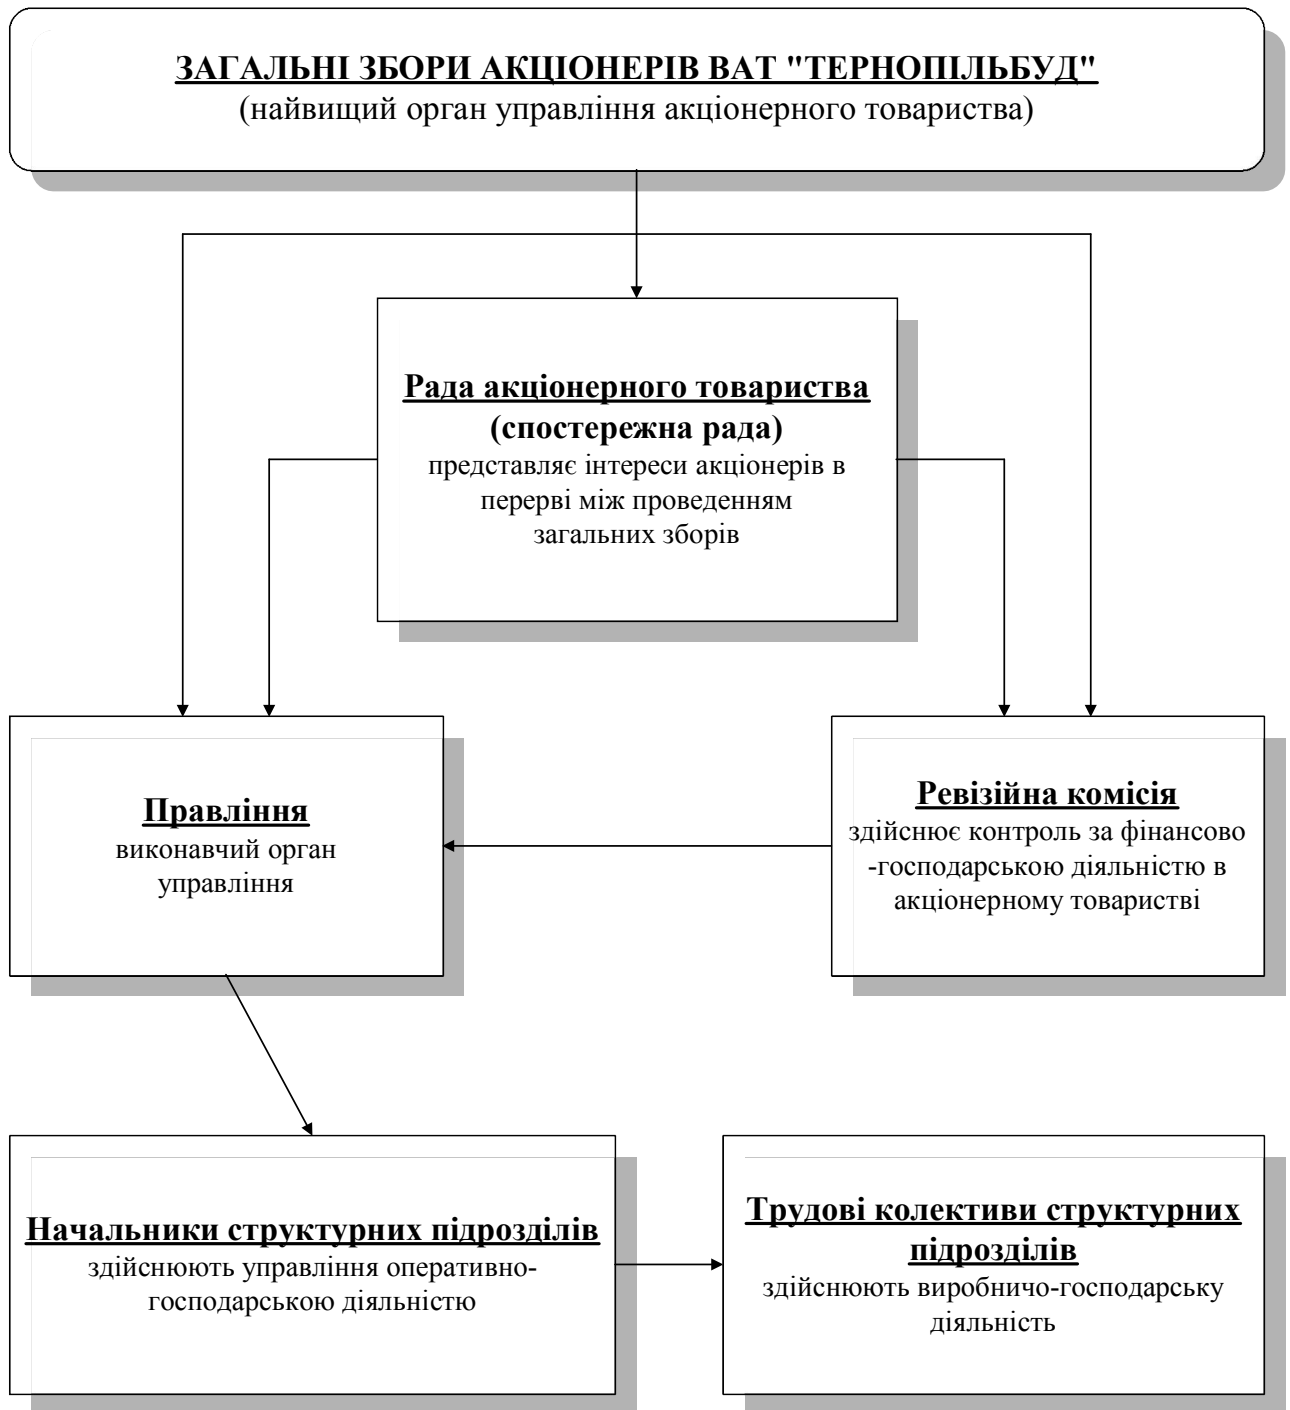 ЗАГАЛЬНІ ЗБОРИ АКЦІОНЕРІВ ВАТ "ТЕРНОПІЛЬБУД"
(найвищий орган управління акціонерного товариства)
Рада акціонерного товариства
(спостережна рада)
представляє інтереси акціонерів в
перерві між проведенням
загальних зборів
Правління
виконавчий орган
управління
Ревізійна комісія
здійснює контроль за фінансово
-господарською діяльністю в
акціонерному товаристві
Начальники структурних підрозділів
здійснюють управління оперативно-
господарською діяльністю
Трудові колективи структурних
підрозділів
здійснюють виробничо-господарську
діяльність